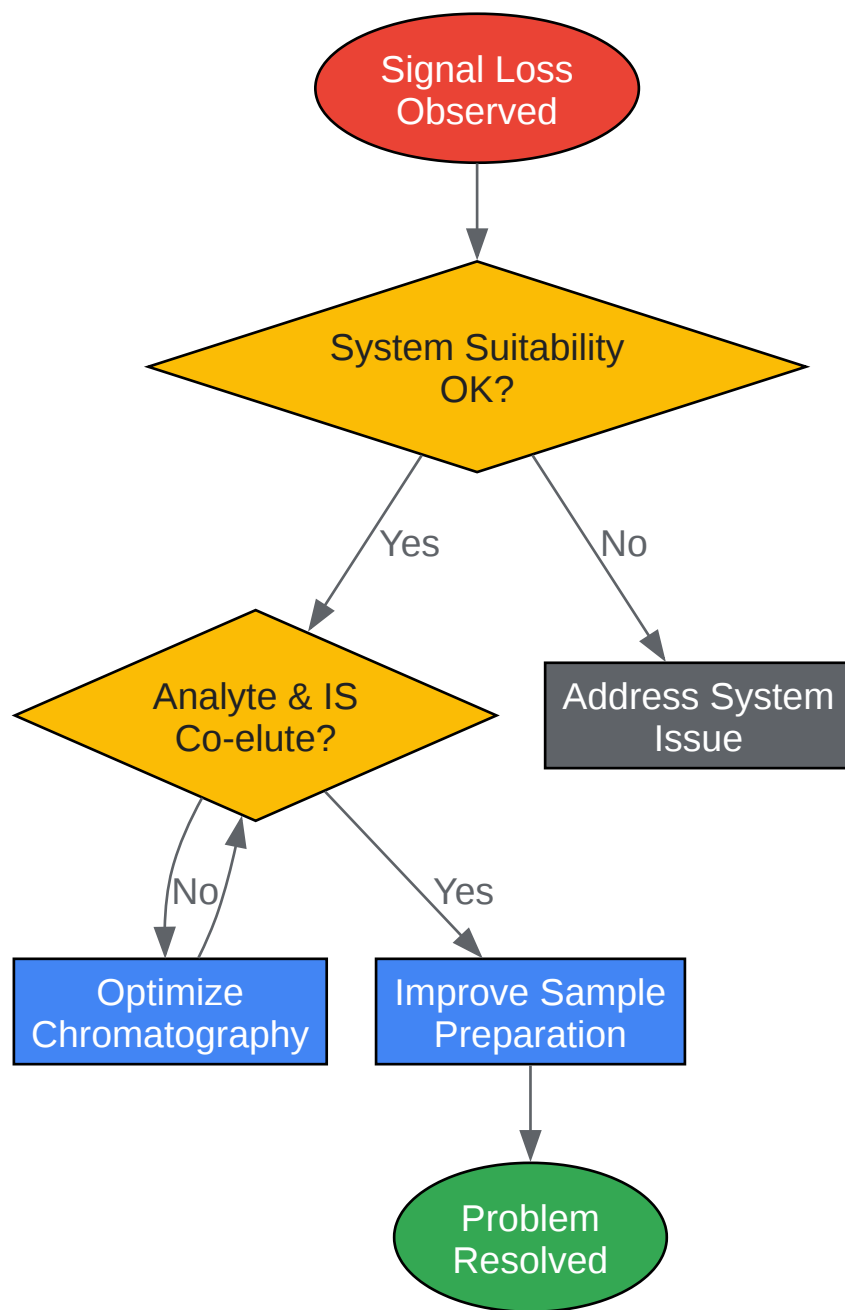 Signal Loss
Observed
System Suitability
OK?
Yes
No
Analyte & IS
Co-elute?
Address System
Issue
No
Yes
Optimize
Chromatography
Improve Sample
Preparation
Problem
Resolved